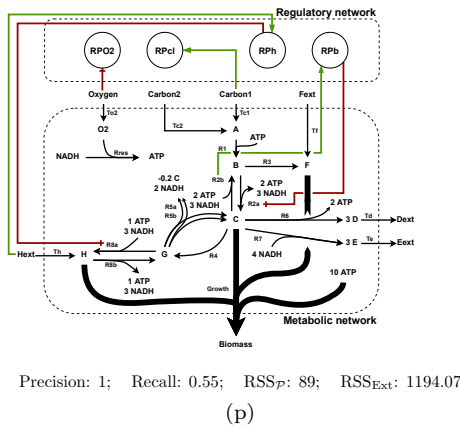 Regulatory network
RPO2 RPcl RPh RPb
Oxygen Carbon2 Carbon1 Fext
To2 Tc2 Tc1 Tf
O2 A
ATP
NADH Rres ATP
R1
B R3 F
-0.2 C
2 NADH
R2b
2 ATP
3 NADH
2 ATP
3 NADH
R5a
R5b
R2a
2 ATP
1 ATP
3 NADH
C R6 3 D Td Dext
R8a
R7
3 E Te Eext
Hext Th H G R4
4 NADH
R8b
1 ATP
3 NADH
10 ATP
Growth
Metabolic network
Biomass
Precision: 1; Recall: 0.55; RSS𝒫: 89; RSSExt: 1194.07
(p)